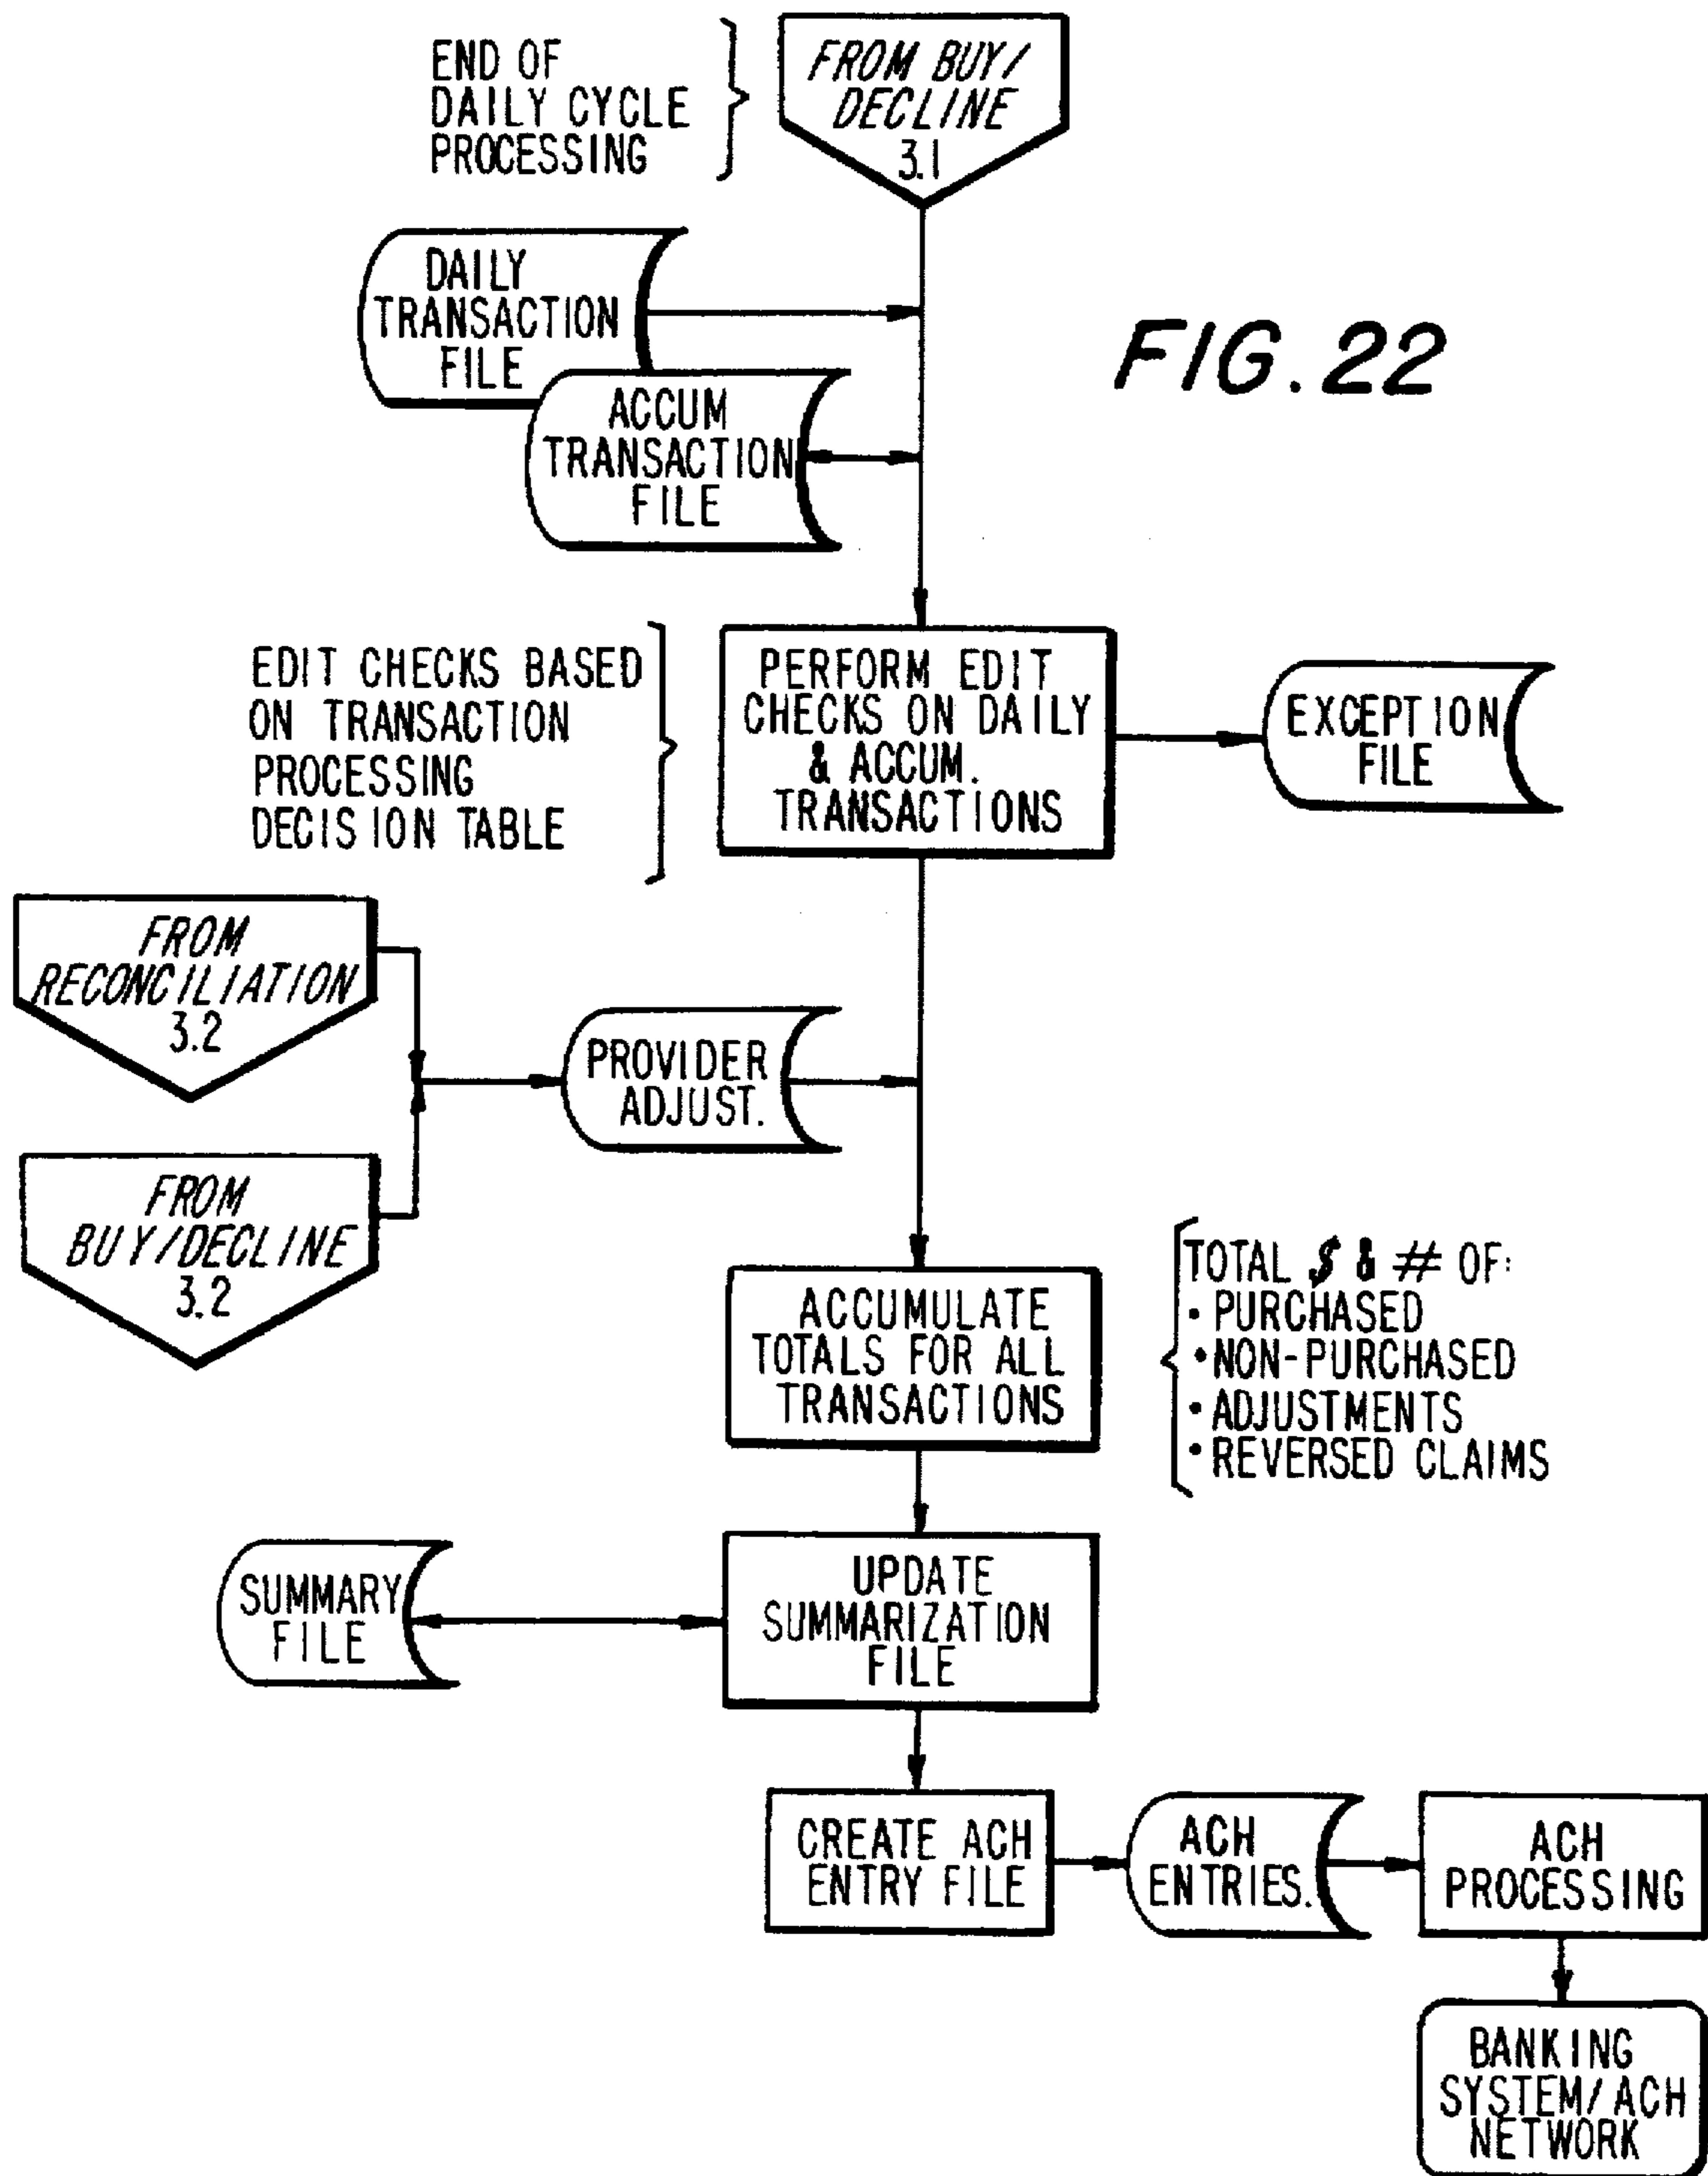 END OF
DAILY CYCLE
PROCESSING
FROM BUY/
DECLINE
3.1
DAILY
TRANSACTION
FILE
FIG. 22
ACCUM
TRANSACTION
FILE
EDIT CHECKS BASED
ON TRANSACTION
PROCESSING
DECISION TABLE
PERFORM EDIT
CHECKS ON DAILY
& ACCUM.
TRANSACTIONS
EXCEPTION
FILE
FROM
RECONCILIATION
3.2
PROVIDER
ADJUST.
FROM
BUY/DECLINE
3.2
ACCUMULATE
TOTALS FOR ALL
TRANSACTIONS
TOTAL $ & # OF:
• PURCHASED
• NON-PURCHASED
• ADJUSTMENTS
• REVERSED CLAIMS
SUMMARY
FILE
UPDATE
SUMMARIZATION
FILE
CREATE ACH
ENTRY FILE
ACH
ENTRIES.
ACH
PROCESSING
BANKING
SYSTEM/ACH
NETWORK